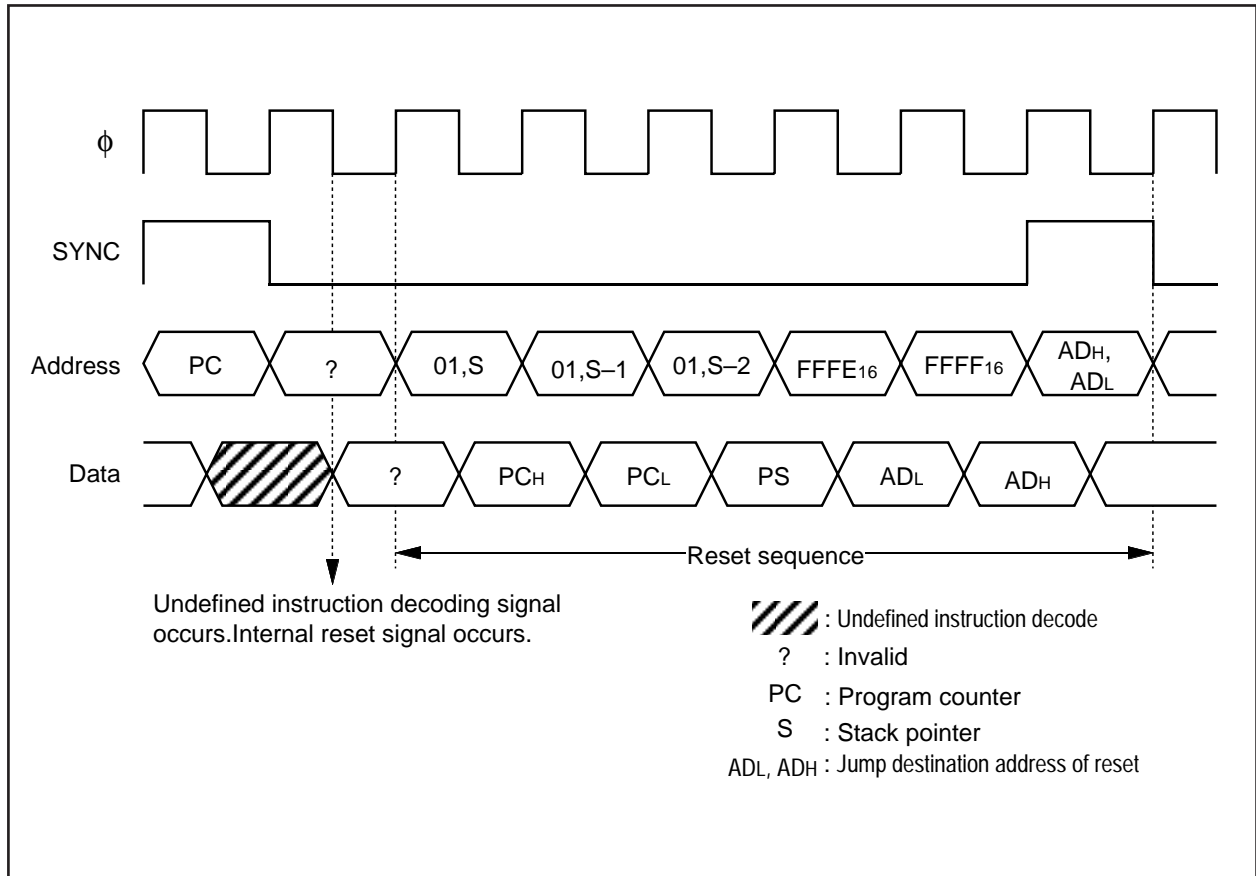 ϕ
SYNC
Address PC ? 01,S 01,S–1 01,S–2 FFFE16 FFFF16 ADH, ADL
Data ? PCH PCL PS ADL ADH
Reset sequence
Undefined instruction decoding signal
occurs.Internal reset signal occurs.
: Undefined instruction decode
? : Invalid
PC : Program counter
S : Stack pointer
ADL, ADH : Jump destination address of reset